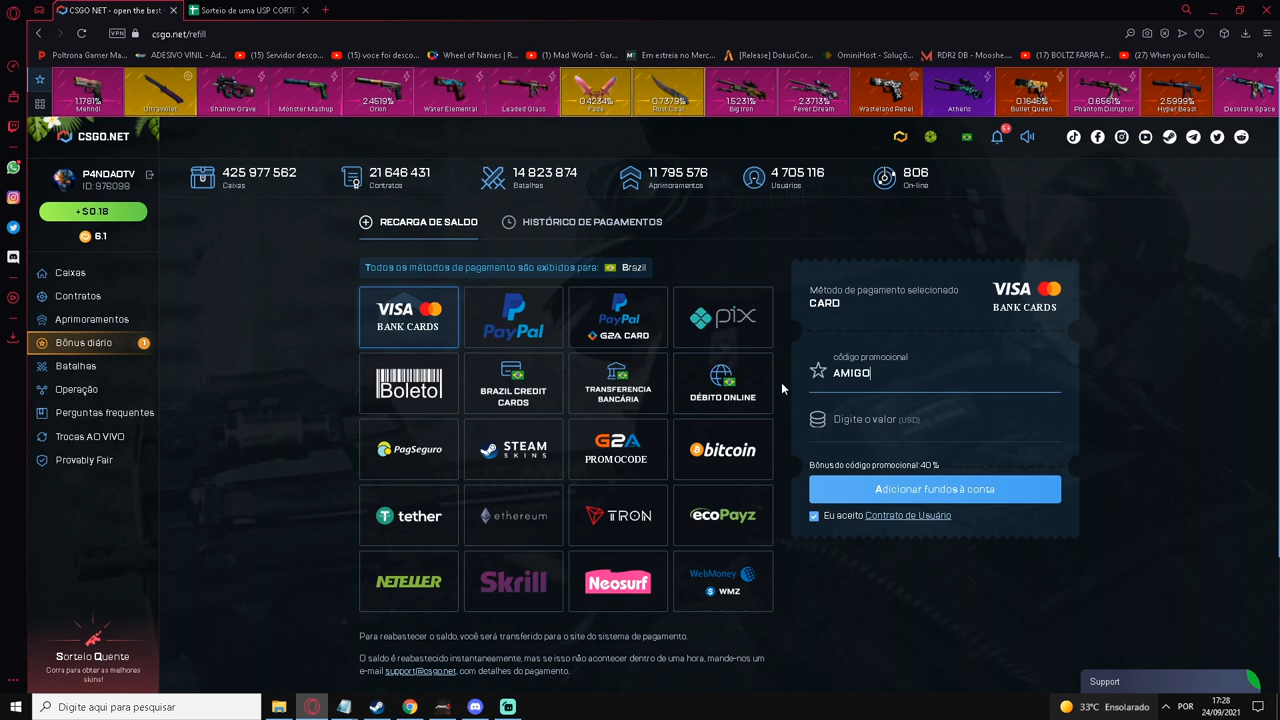 CSGO.NET - open the best
Sorteio de uma USP CORTE
VPN
csgo.net/refill
Poltrona Gamer Ma...
ADESIVO VINIL - Ad...
(15) Servidor desco...
(15) voce foi desco...
Wheel of Names | R...
(1) Mad World - Gar...
Em estreia no Merc...
[Release] DokusCor...
OminiHost - Soluçõ...
RDR2 DB - Mooshe...
(17) BOLTZ FARPA F...
(27) When you follo...
1.1781%
2.4519%
0.4234%
0.7379%
1.5231%
2.3713%
0.1646%
0.6561%
2.5999%
Mehndi
Ultraviolet
Shallow Grave
Monster Mashup
Orion
Water Elemental
Leaded Glass
Fade
Rust Coat
Big Iron
Fever Dream
Wasteland Rebel
Atheris
Bullet Queen
Phantom Disruptor
Hyper Beast
Desolate Space
CSGO.NET
5+
P4NDAOTV
ID: 976098
+$0.18
6.1
425 977 562
Caixas
21 646 431
Contratos
14 823 874
Batalhas
11 795 576
Aprimoramentos
4 705 116
Usuários
806
On-line
Caixas
Contratos
Aprimoramentos
Bônus diário
1
Batalhas
Operação
Perguntas frequentes
Trocas AO VIVO
Provably Fair
Sorteio Quente
Corra para obter as melhores
skins!
RECARGA DE SALDO
HISTÓRICO DE PAGAMENTOS
Todos os métodos de pagamento são exibidos para: Brazil
VISA
BANK CARDS
PayPal
PayPal
G2A CARD
pix
Boleto
BRAZIL CREDIT
CARDS
TRANSFERENCIA
BANCÁRIA
DÉBITO ONLINE
PagSeguro
STEAM
SKINS
G2A
PROMOCODE
bitcoin
tether
ethereum
TRON
ecoPayz
NETELLER
Skrill
Neosurf
WebMoney
WMZ
Para reabastecer o saldo, você será transferido para o site do sistema de pagamento.
O saldo é reabastecido instantaneamente, mas se isso não acontecer dentro de uma hora, mande-nos um
e-mail support@csgo.net, com detalhes do pagamento.
Método de pagamento selecionado
CARD
VISA
BANK CARDS
código promocional
AMIGO
Digite o valor (USD)
Bônus do código promocional: 40 %
Adicionar fundos à conta
Eu aceito Contrato de Usuário
Support
Digite aqui para pesquisar
33°C Ensolarado
POR
17:28
24/09/2021